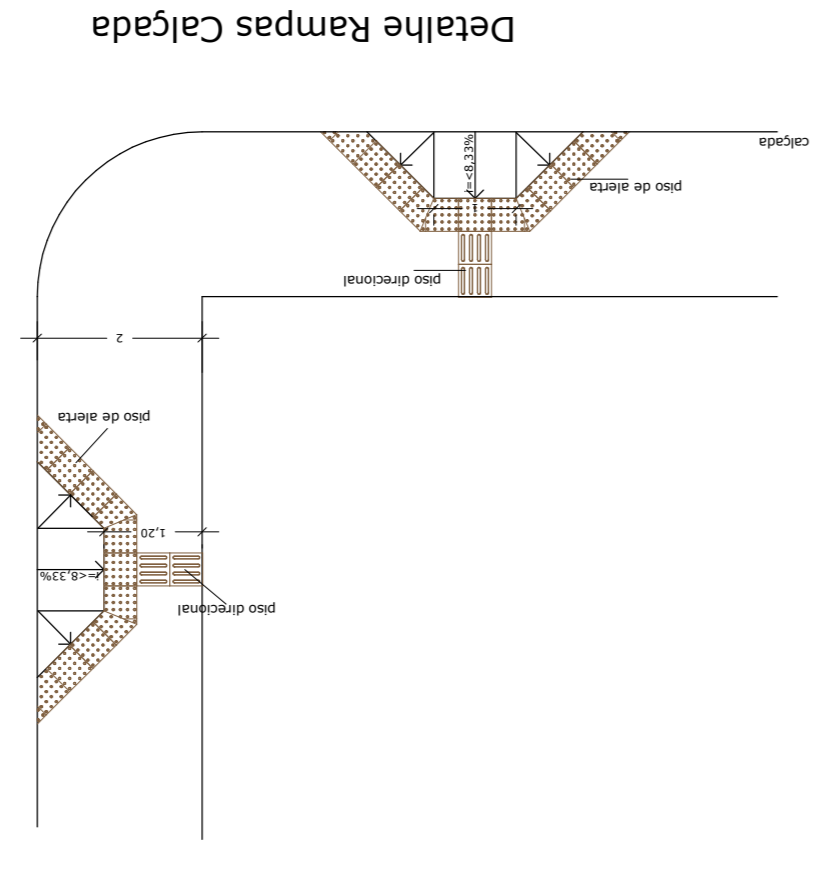 piso direcional
i=<8,33%
1,20
piso de alerta
2
piso direcional
1
piso de alerta
i=<8,33%
calçada
Detalhe Rampas Calçada